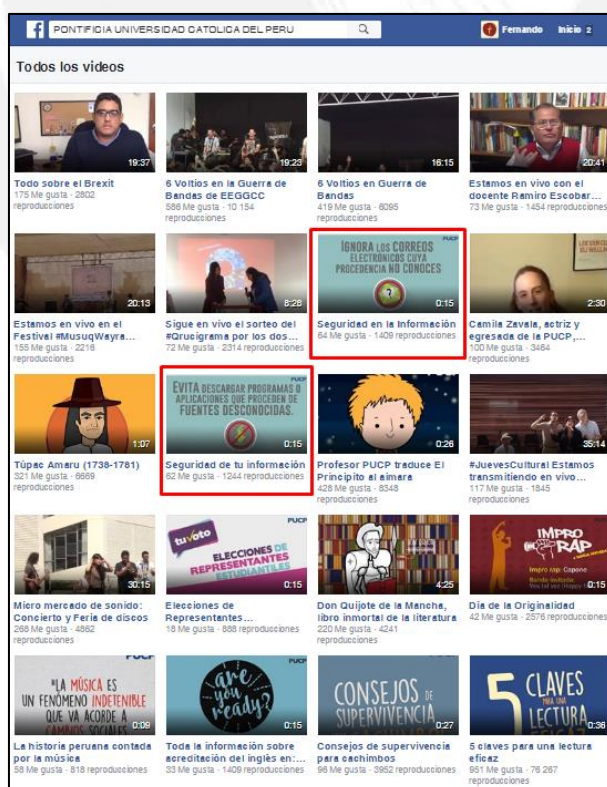 PONTIFICIA UNIVERSIDAD CATOLICA DEL PERU
Fernando Inicio 2
Todos los videos
19:37
19:23
16:15
20:41
Todo sobre el Brexit
175 Me gusta · 2802
reproducciones
6 Voltios en la Guerra de
Bandas de EEGGCC
586 Me gusta · 10 154
reproducciones
6 Voltios en Guerra de
Bandas
419 Me gusta · 6095
reproducciones
Estamos en vivo con el
docente Ramiro Escobar...
73 Me gusta · 1454 reproducciones
20:13
8:28
PUCP
IGNORA LOS CORREOS
ELECTRÓNICOS CUYA
PROCEDENCIA NO CONOCES
?
0:15
2:30
Estamos en vivo en el
Festival #MusuqWayra...
155 Me gusta · 2216
reproducciones
Sigue en vivo el sorteo del
#Qrucigrama por los dos...
72 Me gusta · 2314 reproducciones
Seguridad en la Información
64 Me gusta · 1409 reproducciones
Camila Zavala, actriz y
egresada de la PUCP,...
100 Me gusta · 3464
reproducciones
1:07
PUCP
EVITA DESCARGAR PROGRAMAS O
APLICACIONES QUE PROCEDEN DE
FUENTES DESCONOCIDAS.
0:15
0:26
35:14
Túpac Amaru (1738-1781)
321 Me gusta · 6669
reproducciones
Seguridad de tu información
62 Me gusta · 1244 reproducciones
Profesor PUCP traduce El
Principito al aimara
428 Me gusta · 8348
reproducciones
#JuevesCultural Estamos
transmitiendo en vivo...
117 Me gusta · 1845
reproducciones
30:15
PUCP
tuvoto
ELECCIONES DE
REPRESENTANTES
ESTUDIANTILES
0:15
4:25
IMPRO
RAP
Impro rap: Capone
Banda invitada:
0:15
Micro mercado de sonido:
Concierto y Feria de discos
268 Me gusta · 4862
reproducciones
Elecciones de
Representantes...
18 Me gusta · 888 reproducciones
Don Quijote de la Mancha,
libro inmortal de la literatura
220 Me gusta · 4241
reproducciones
Día de la Originalidad
42 Me gusta · 2576 reproducciones
PUCP
"LA MÚSICA ES
UN FENÓMENO INDETENIBLE
QUE VA ACORDE A
CAMBIOS SOCIALES
0:09
PUCP
are
you
ready?
0:15
CONSEJOS DE
SUPERVIVENCIA
0:27
5 CLAVES
PARA UNA
LECTURA
EFICAZ
0:36
La historia peruana contada
por la música
58 Me gusta · 818 reproducciones
Toda la información sobre
acreditación del inglés en:...
33 Me gusta · 1409 reproducciones
Consejos de supervivencia
para cachimbos
96 Me gusta · 3952 reproducciones
5 claves para una lectura
eficaz
951 Me gusta · 76 267
reproducciones